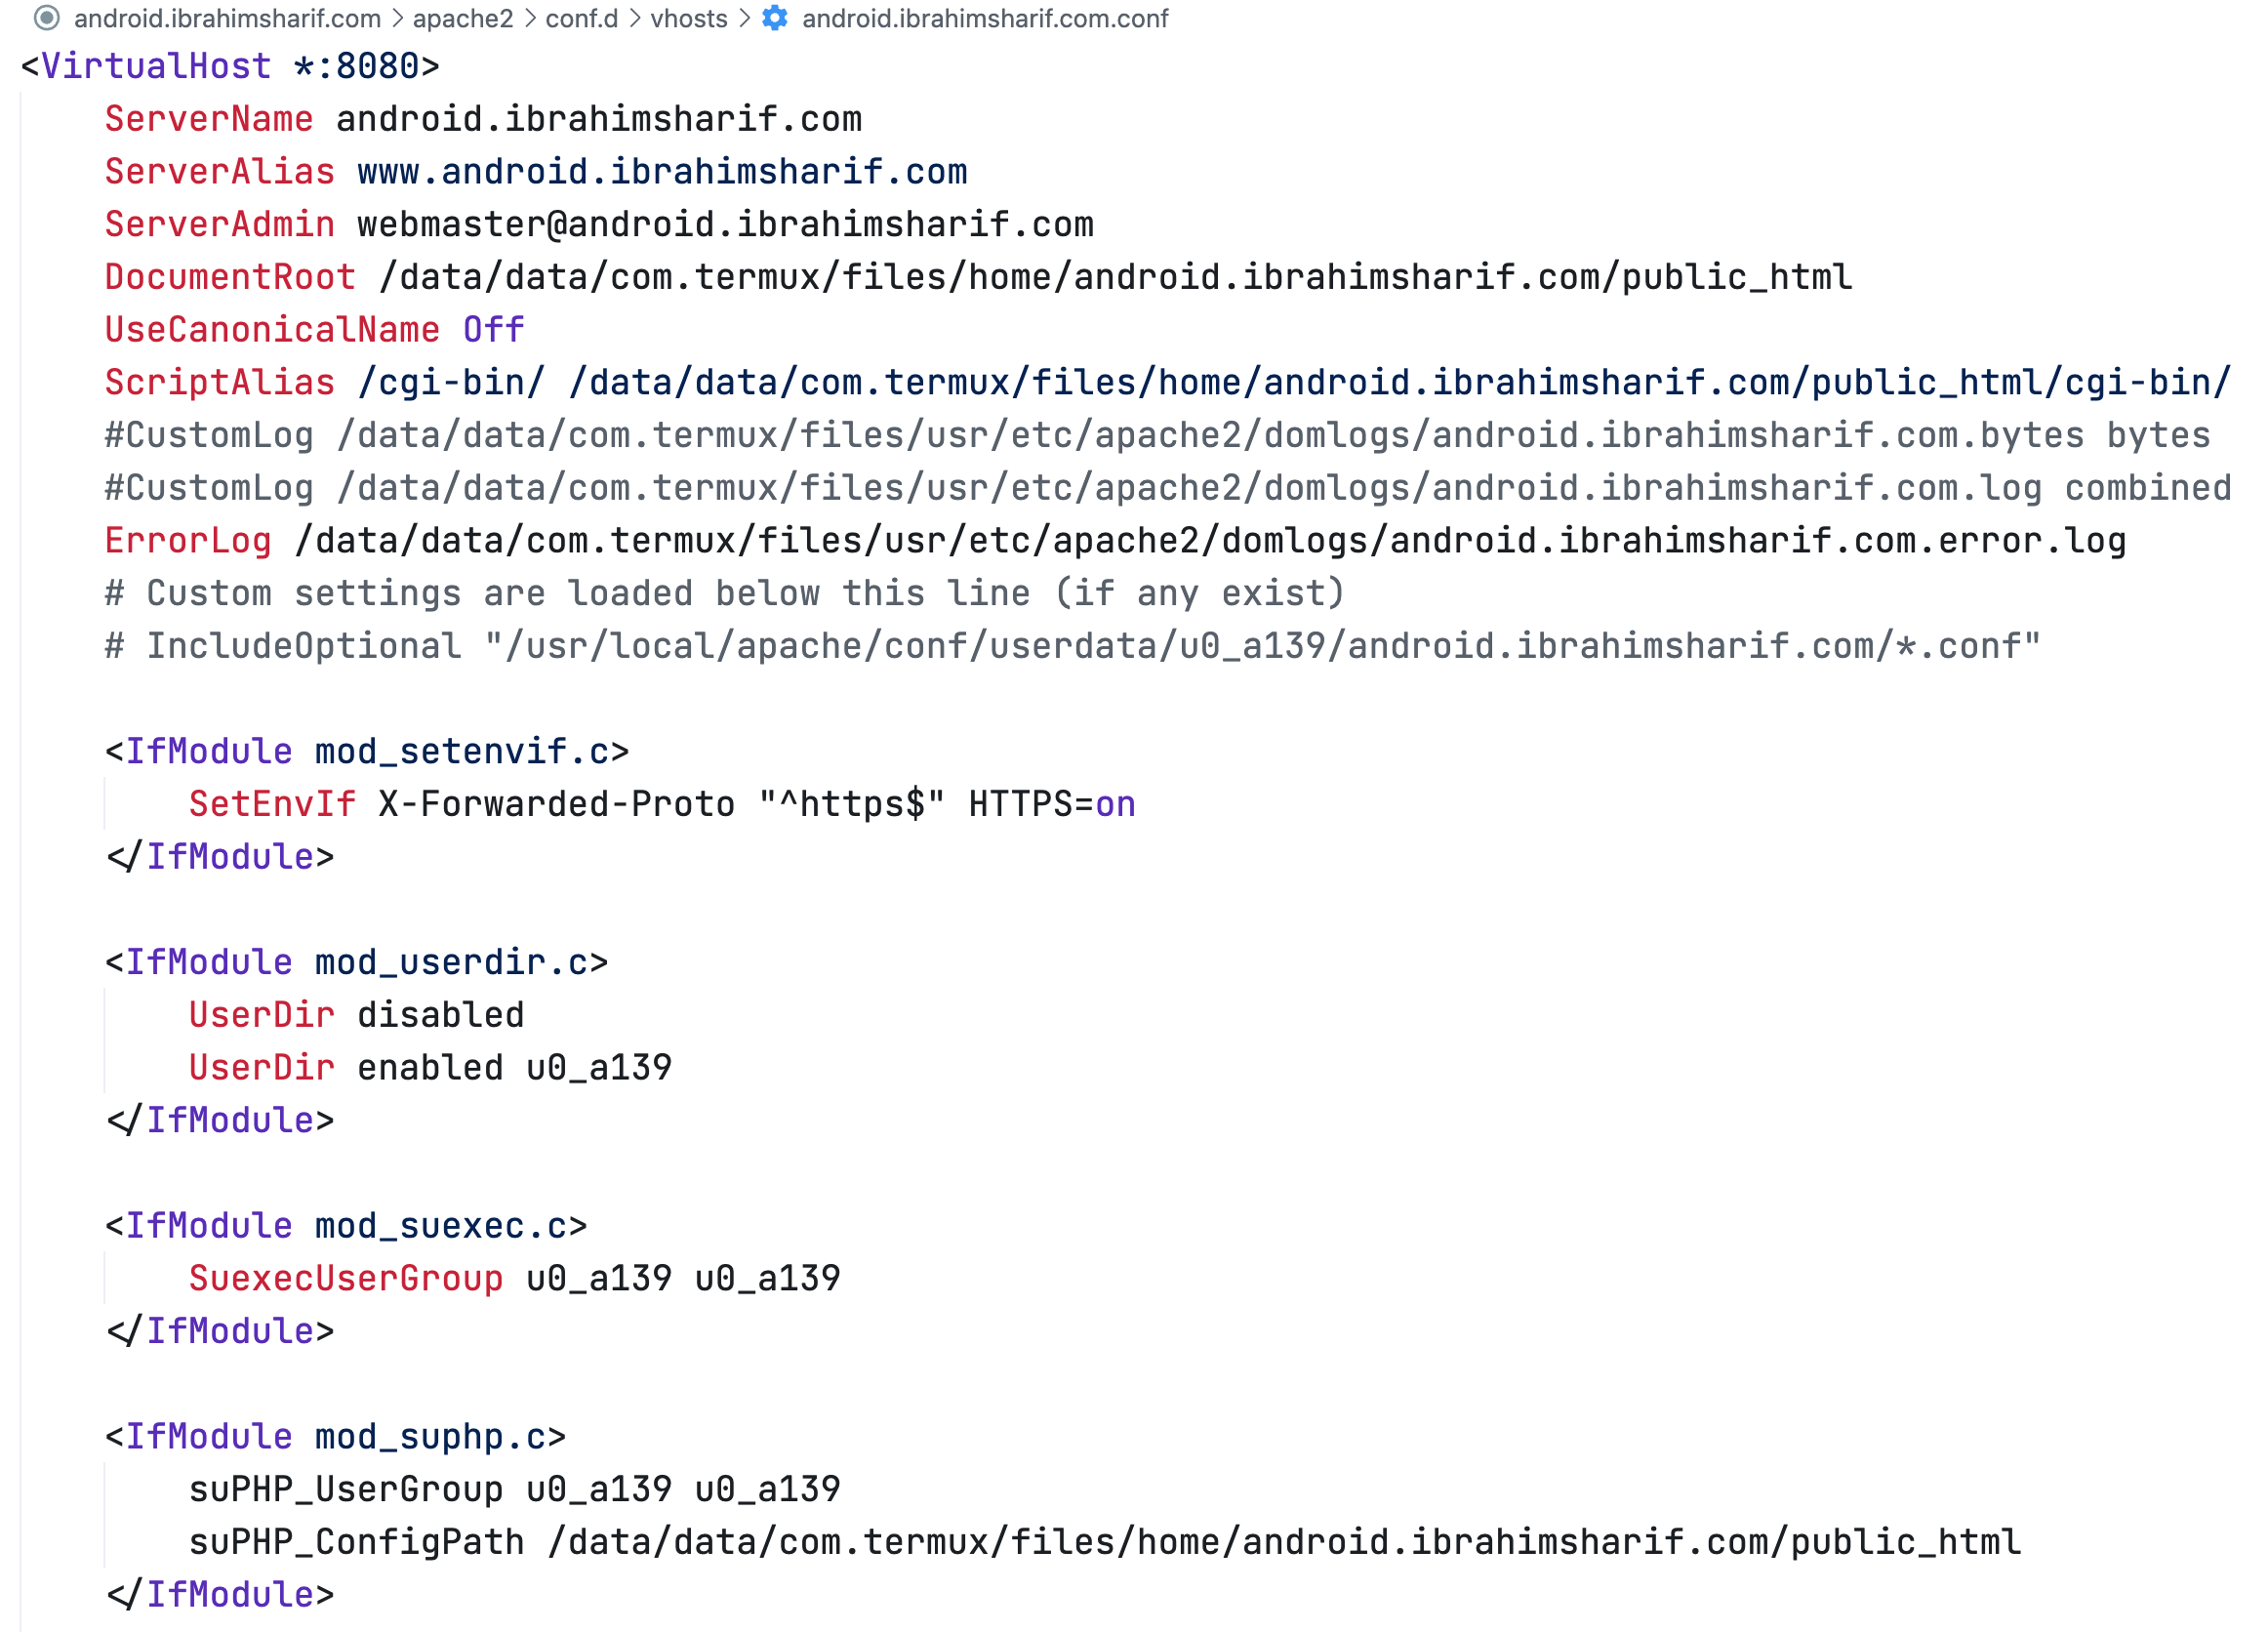 android.ibrahimsharif.com > apache2 > conf.d > vhosts > android.ibrahimsharif.com.conf
<VirtualHost *:8080>
    ServerName android.ibrahimsharif.com
    ServerAlias www.android.ibrahimsharif.com
    ServerAdmin webmaster@android.ibrahimsharif.com
    DocumentRoot /data/data/com.termux/files/home/android.ibrahimsharif.com/public_html
    UseCanonicalName Off
    ScriptAlias /cgi-bin/ /data/data/com.termux/files/home/android.ibrahimsharif.com/public_html/cgi-bin/
    #CustomLog /data/data/com.termux/files/usr/etc/apache2/domlogs/android.ibrahimsharif.com.bytes bytes
    #CustomLog /data/data/com.termux/files/usr/etc/apache2/domlogs/android.ibrahimsharif.com.log combined
    ErrorLog /data/data/com.termux/files/usr/etc/apache2/domlogs/android.ibrahimsharif.com.error.log
    # Custom settings are loaded below this line (if any exist)
    # IncludeOptional "/usr/local/apache/conf/userdata/u0_a139/android.ibrahimsharif.com/*.conf"

    <IfModule mod_setenvif.c>
        SetEnvIf X-Forwarded-Proto "^https$" HTTPS=on
    </IfModule>

    <IfModule mod_userdir.c>
        UserDir disabled
        UserDir enabled u0_a139
    </IfModule>

    <IfModule mod_suexec.c>
        SuexecUserGroup u0_a139 u0_a139
    </IfModule>

    <IfModule mod_suphp.c>
        suPHP_UserGroup u0_a139 u0_a139
        suPHP_ConfigPath /data/data/com.termux/files/home/android.ibrahimsharif.com/public_html
    </IfModule>